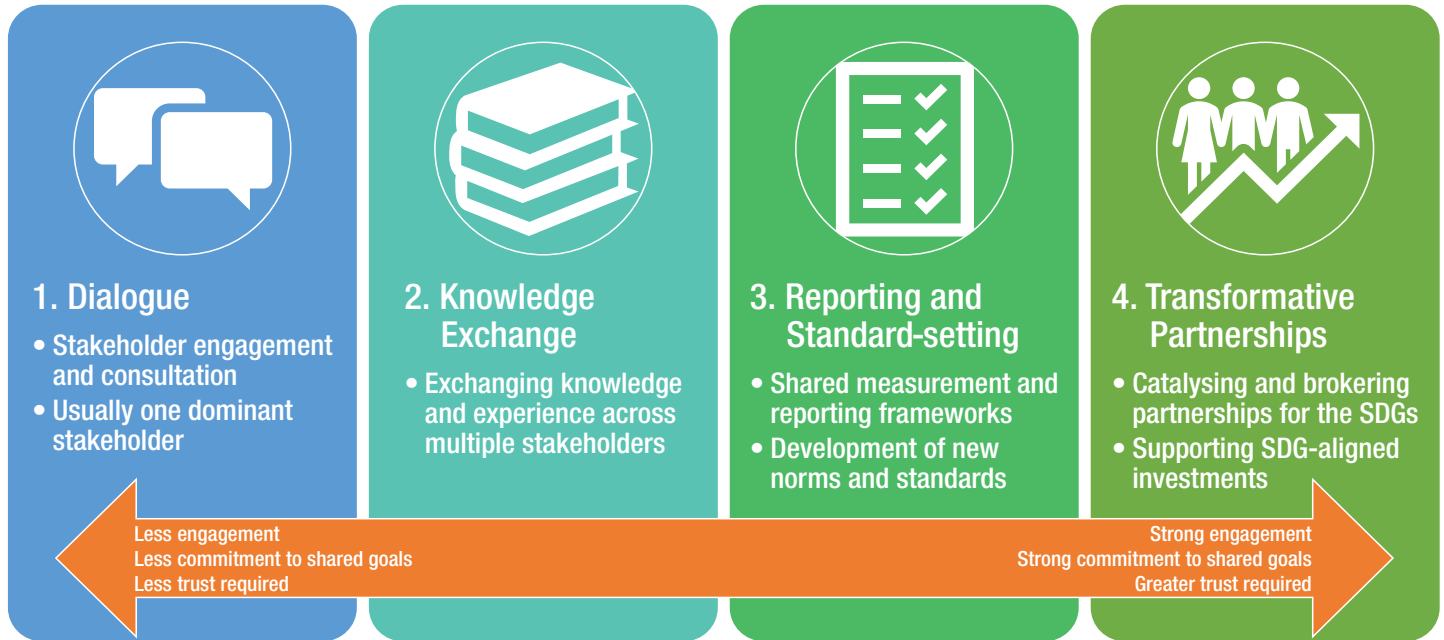 1. Dialogue
• Stakeholder engagement
and consultation
• Usually one dominant
stakeholder
2. Knowledge
Exchange
• Exchanging knowledge
and experience across
multiple stakeholders
3. Reporting and
Standard-setting
• Shared measurement and
reporting frameworks
• Development of new
norms and standards
4. Transformative
Partnerships
• Catalysing and brokering
partnerships for the SDGs
• Supporting SDG-aligned
investments
Less engagement
Less commitment to shared goals
Less trust required
Strong engagement
Strong commitment to shared goals
Greater trust required